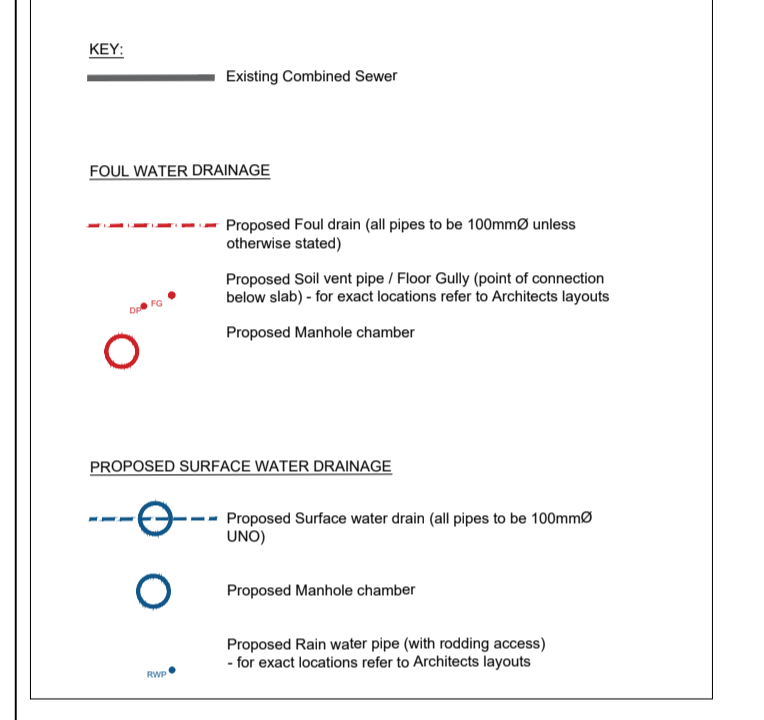 KEY:
Existing Combined Sewer
FOUL WATER DRAINAGE
Proposed Foul drain (all pipes to be 100mmØ unless
otherwise stated)
Proposed Soil vent pipe / Floor Gully (point of connection
below slab) - for exact locations refer to Architects layouts
DP FG
Proposed Manhole chamber
PROPOSED SURFACE WATER DRAINAGE
Proposed Surface water drain (all pipes to be 100mmØ
UNO)
Proposed Manhole chamber
Proposed Rain water pipe (with rodding access)
- for exact locations refer to Architects layouts
RWP